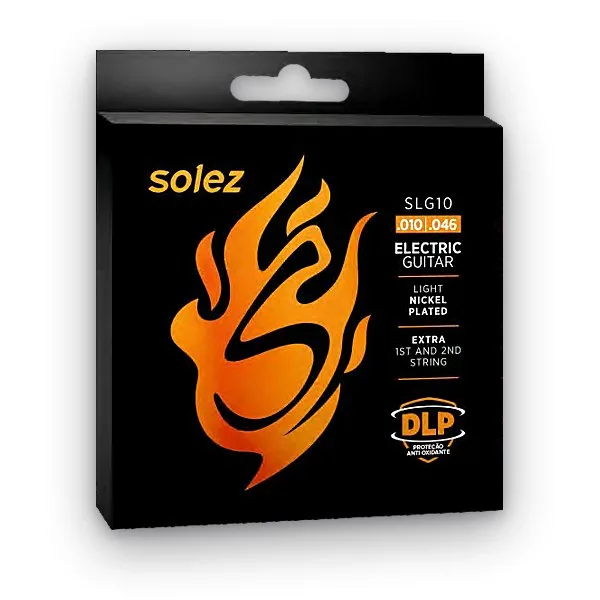 solez
SLG10
.010 .046
ELECTRIC
GUITAR
LIGHT
NICKEL
PLATED
EXTRA
1ST AND 2ND
STRING
DLP
PROTEÇÃO
ANTI OXIDANTE